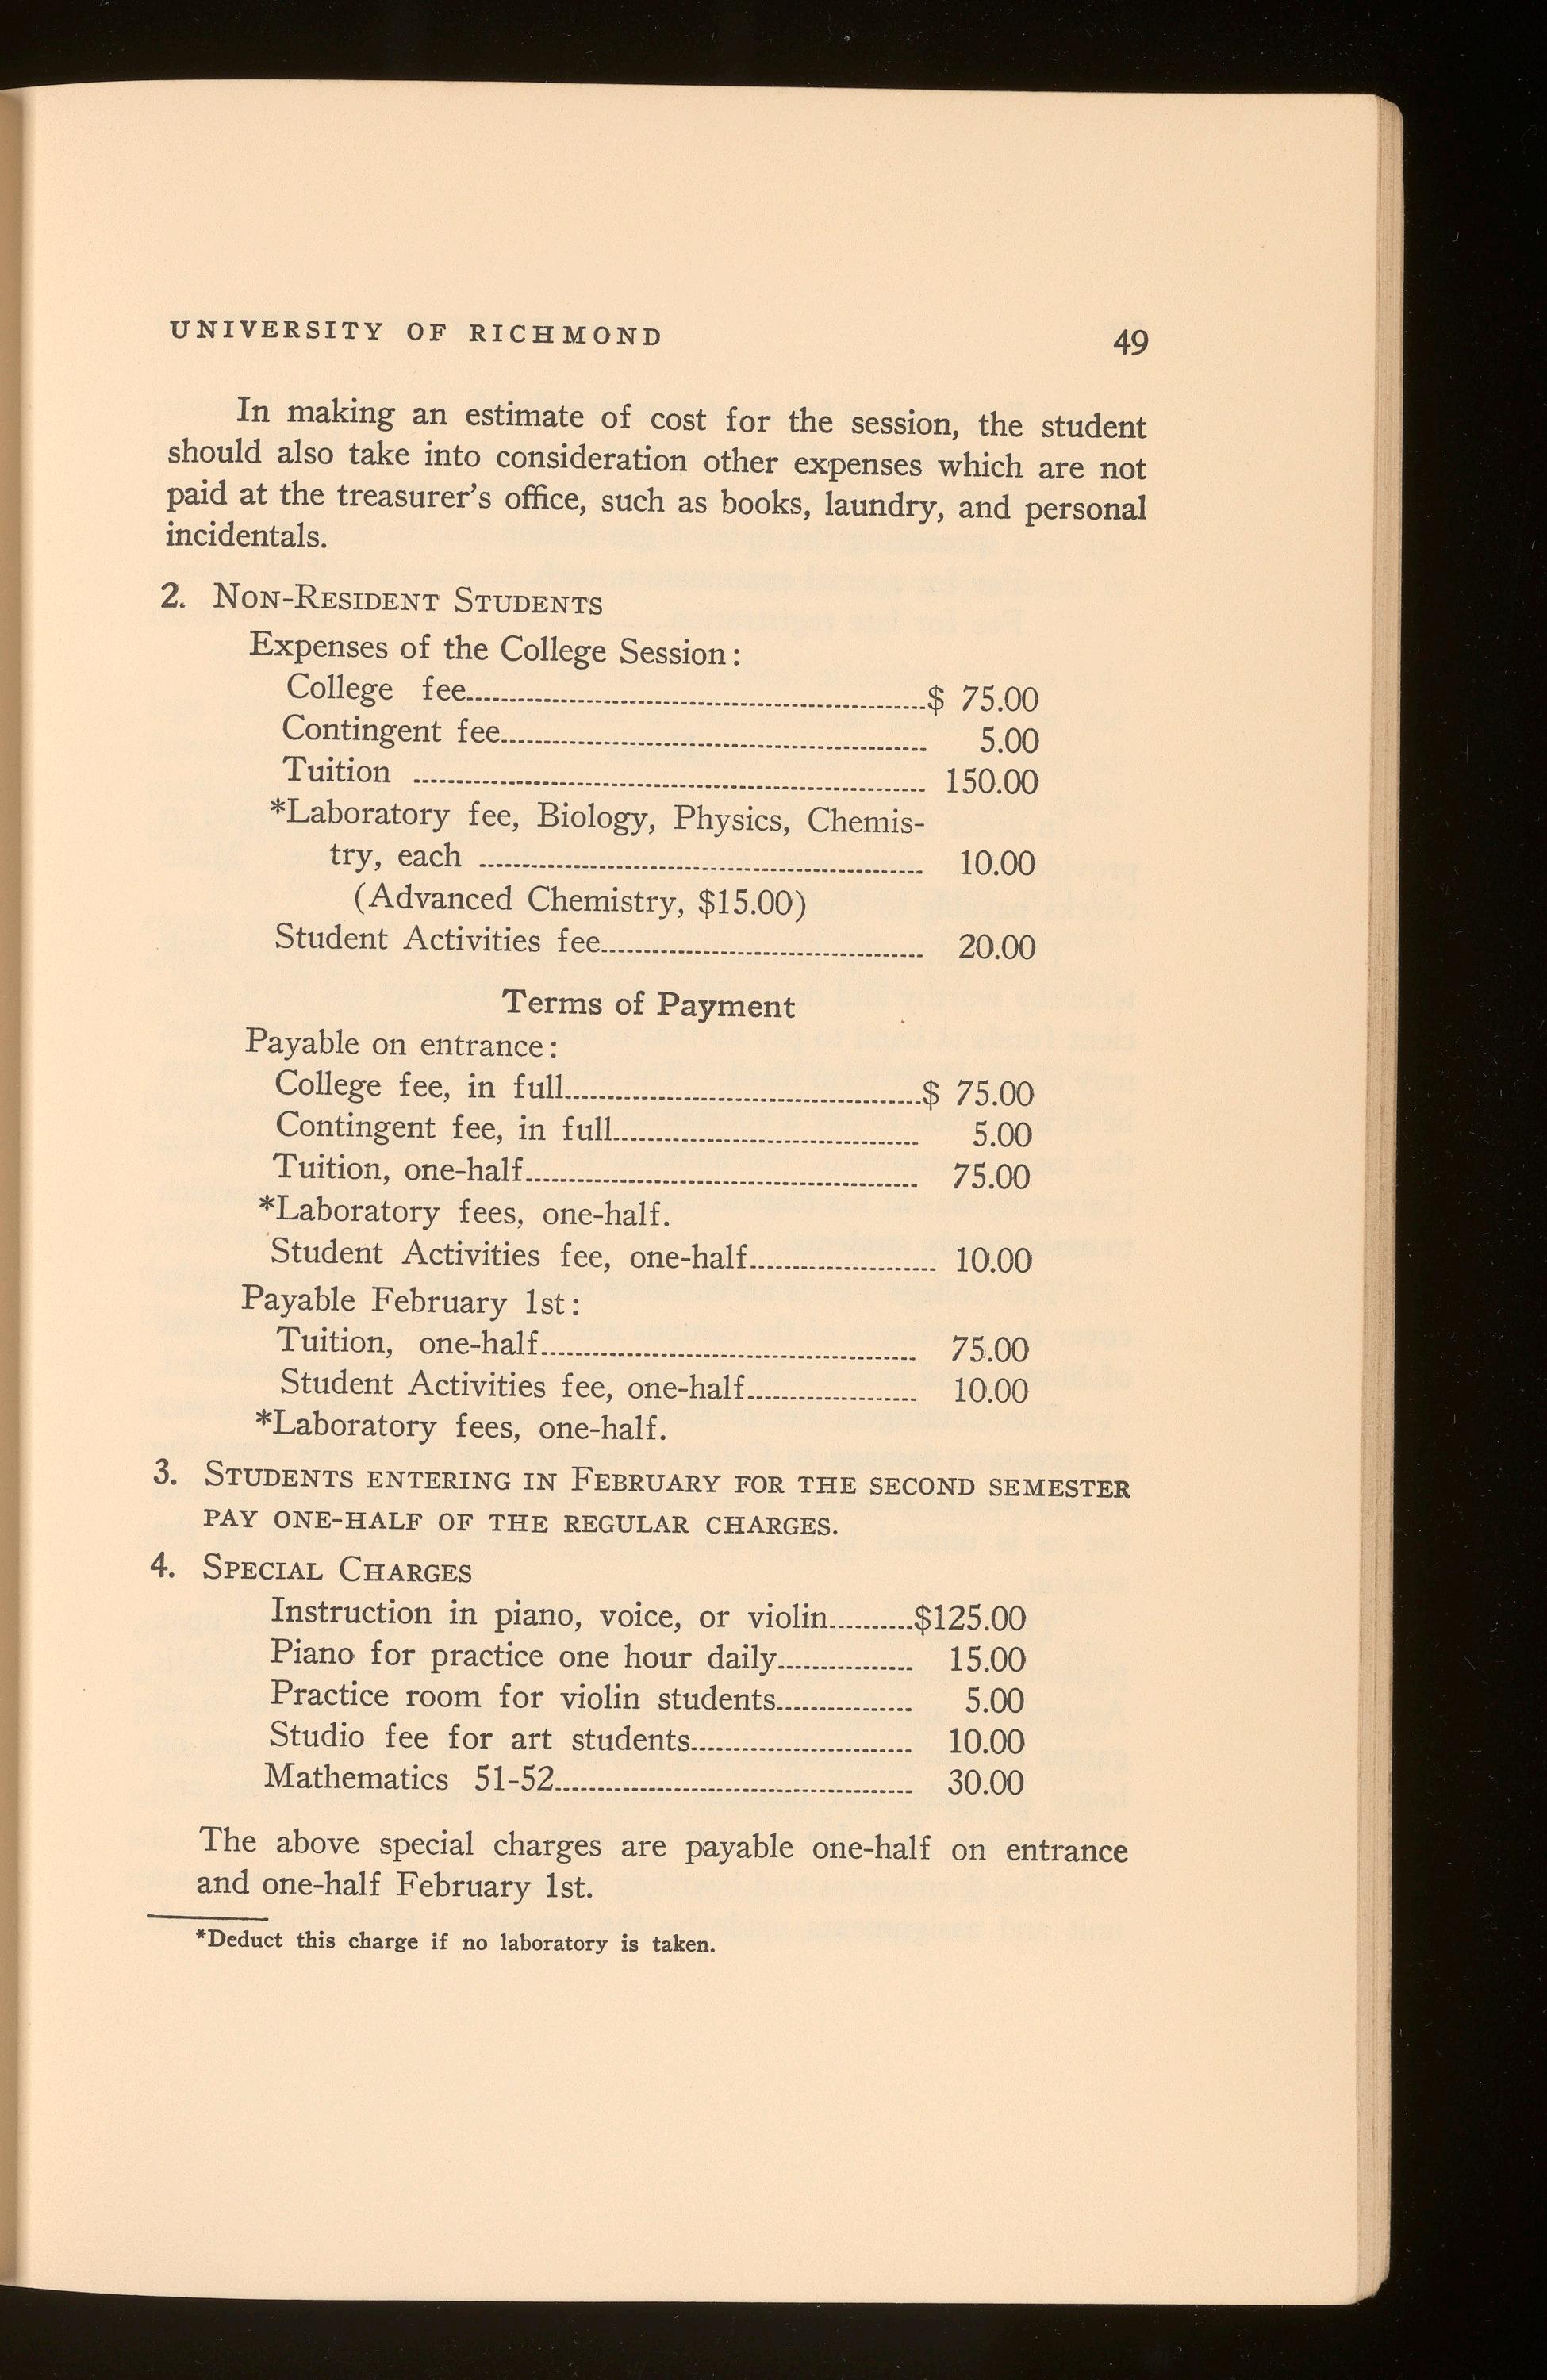 UNIVERSITY OF RICHMOND 49
In making an estimate of cost for the session, the student
should also take into consideration other expenses which are not
paid at the treasurer's office, such as books, laundry, and personal
incidentals.
2. NON-RESIDENT STUDENTS
Expenses of the College Session:
College fee..........$ 75.00
Contingent fee.......... 5.00
Tuition .......... 150.00
*Laboratory fee, Biology, Physics, Chemis-
try, each .......... 10.00
(Advanced Chemistry, $15.00)
Student Activities fee.......... 20.00
Terms of Payment
Payable on entrance:
College fee, in full..........$ 75.00
Contingent fee, in full.......... 5.00
Tuition, one-half.......... 75.00
*Laboratory fees, one-half.
Student Activities fee, one-half.......... 10.00
Payable February 1st:
Tuition, one-half.......... 75.00
Student Activities fee, one-half.......... 10.00
*Laboratory fees, one-half.
3. STUDENTS ENTERING IN FEBRUARY FOR THE SECOND SEMESTER
PAY ONE-HALF OF THE REGULAR CHARGES.
4. SPECIAL CHARGES
Instruction in piano, voice, or violin..........$125.00
Piano for practice one hour daily.......... 15.00
Practice room for violin students.......... 5.00
Studio fee for art students.......... 10.00
Mathematics 51-52.......... 30.00
The above special charges are payable one-half on entrance
and one-half February 1st.
*Deduct this charge if no laboratory is taken.